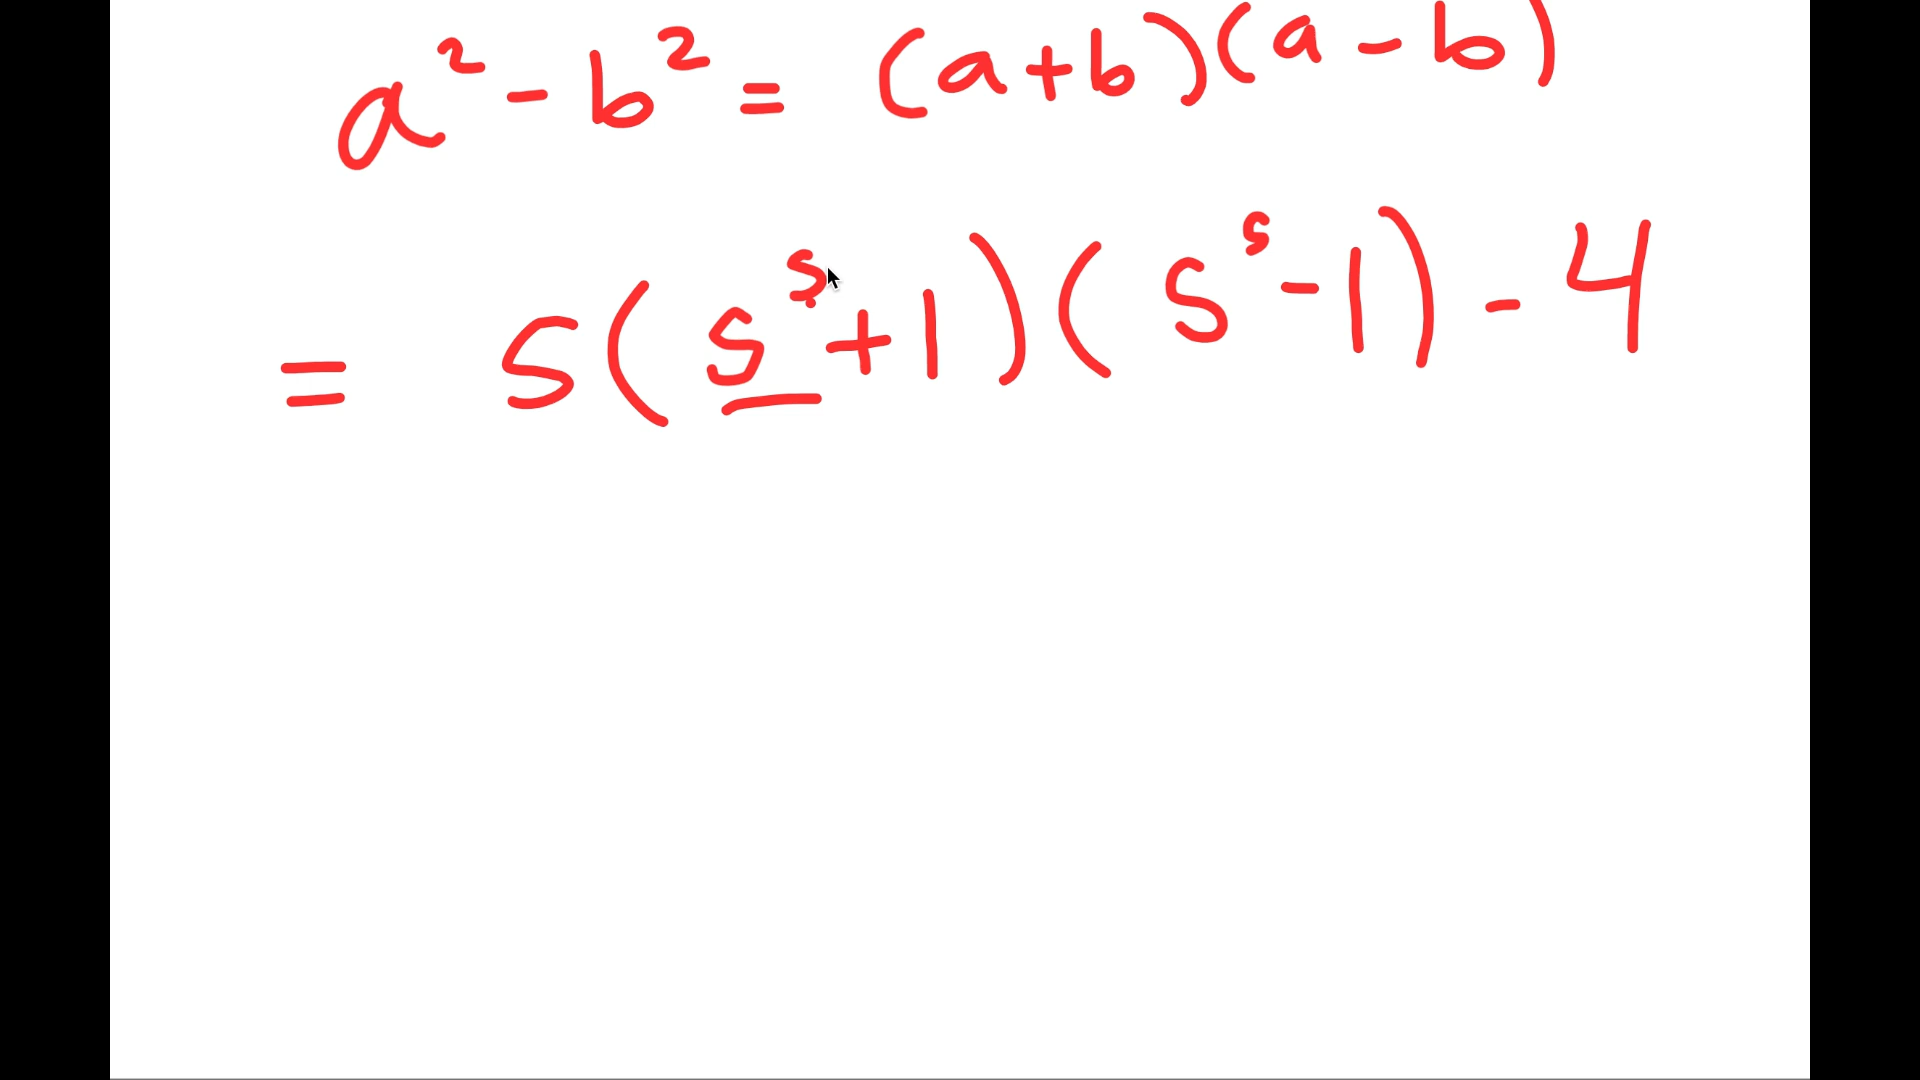 a² - b² = (a+b)(a-b)
= 5(5⁵+1)(5⁵-1) - 4